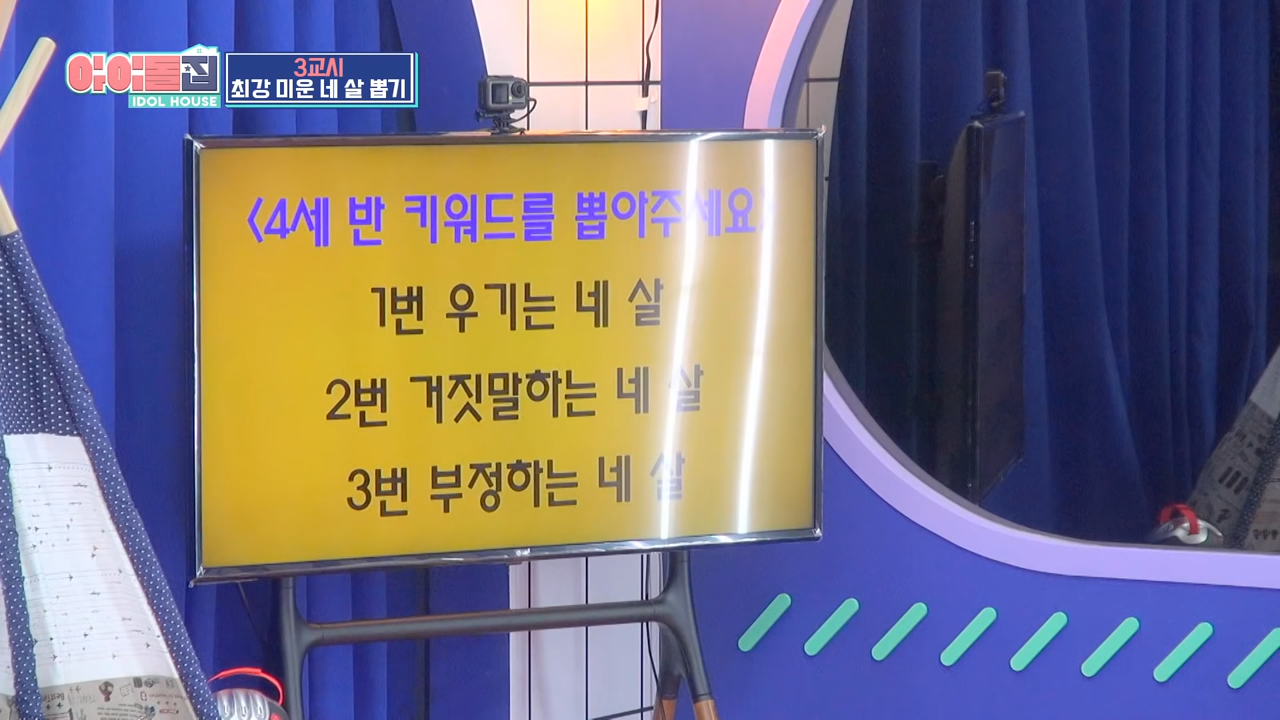 아이돌집
IDOL HOUSE
3교시
최강 미운 네 살 뽑기
<4세 반 키워드를 뽑아주세요>
1번 우기는 네 살
2번 거짓말하는 네 살
3번 부정하는 네 살